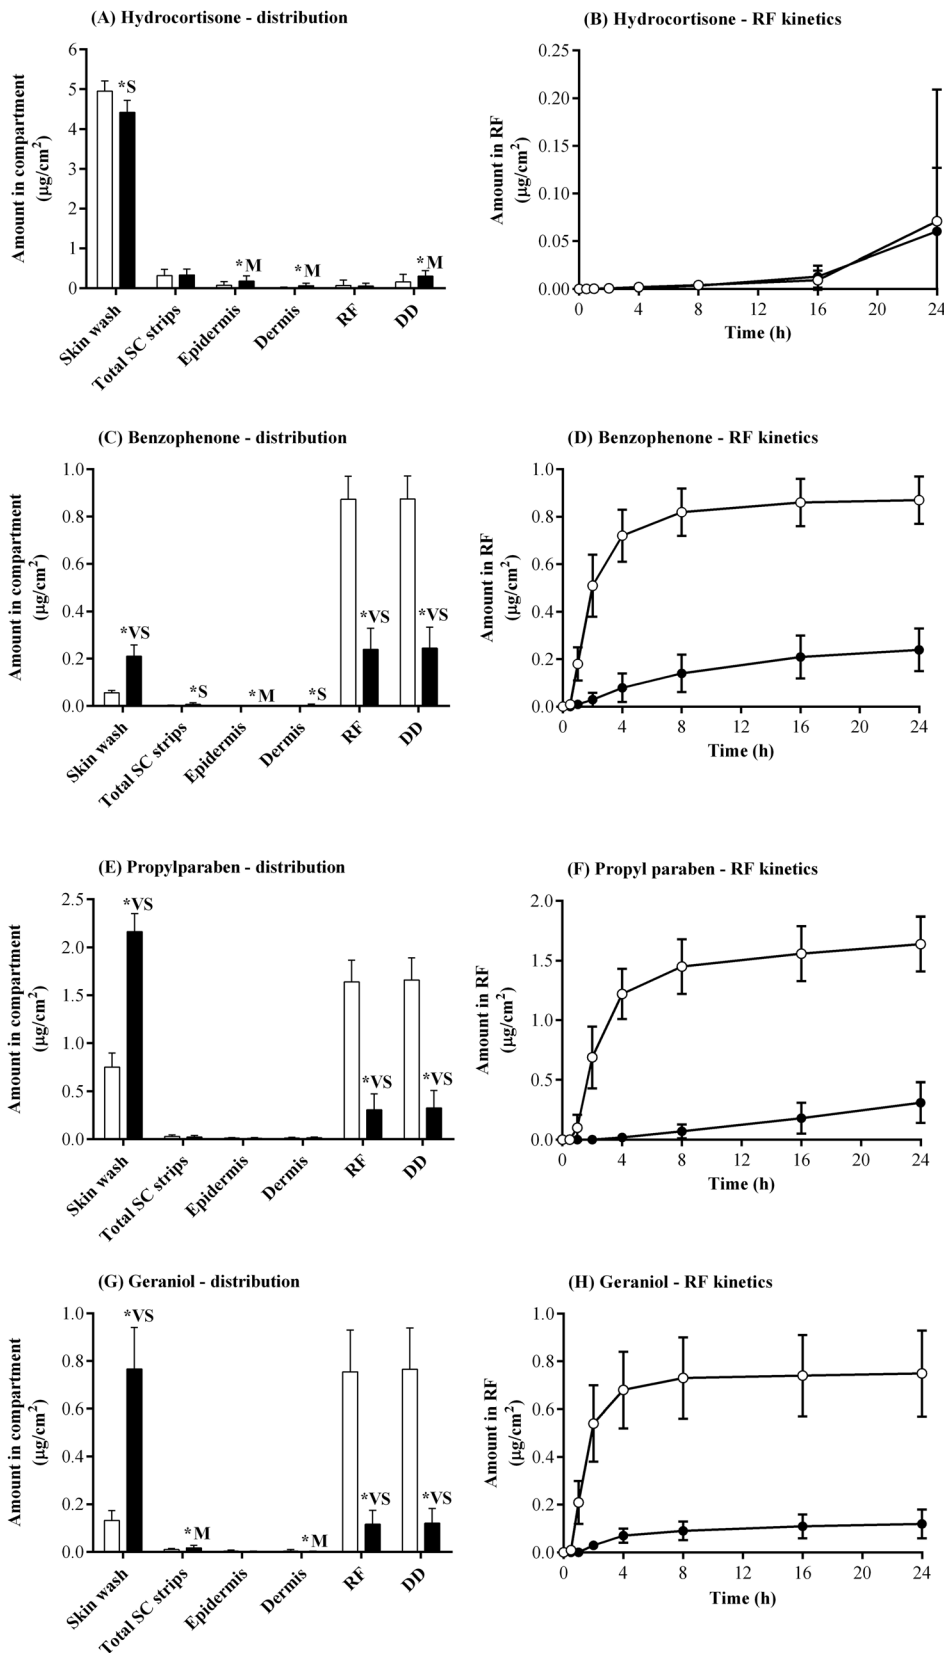 (A) Hydrocortisone - distribution
Amount in compartment
(µg/cm²)
6
5
4
3
2
1
0
*S
*M
*M
*M
Skin wash
Total SC strips
Epidermis
Dermis
RF
DD
(B) Hydrocortisone - RF kinetics
Amount in RF
(µg/cm²)
0.25
0.20
0.15
0.10
0.05
0.00
0
4
8
12
16
20
24
Time (h)
(C) Benzophenone - distribution
Amount in compartment
(µg/cm²)
1.0
0.8
0.6
0.4
0.2
0.0
*VS
*S
*M
*S
*VS
*VS
Skin wash
Total SC strips
Epidermis
Dermis
RF
DD
(D) Benzophenone - RF kinetics
Amount in RF
(µg/cm²)
1.0
0.8
0.6
0.4
0.2
0.0
0
4
8
12
16
20
24
Time (h)
(E) Propylparaben - distribution
Amount in compartment
(µg/cm²)
2.5
2.0
1.5
1.0
0.5
0.0
*VS
*VS
*VS
Skin wash
Total SC strips
Epidermis
Dermis
RF
DD
(F) Propyl paraben - RF kinetics
Amount in RF
(µg/cm²)
2.0
1.5
1.0
0.5
0.0
0
4
8
12
16
20
24
Time (h)
(G) Geraniol - distribution
Amount in compartment
(µg/cm²)
1.0
0.8
0.6
0.4
0.2
0.0
*VS
*M
*M
*VS
*VS
Skin wash
Total SC strips
Epidermis
Dermis
RF
DD
(H) Geraniol - RF kinetics
Amount in RF
(µg/cm²)
1.0
0.8
0.6
0.4
0.2
0.0
0
4
8
12
16
20
24
Time (h)